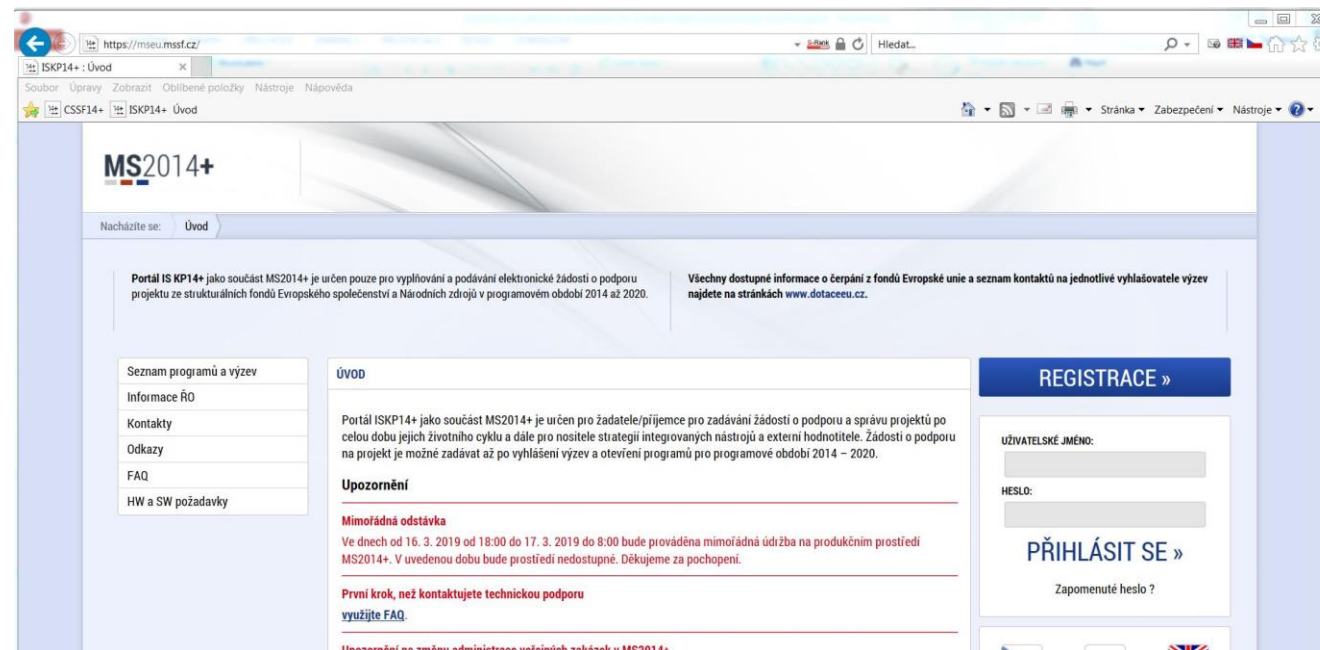 https://mseu.mssf.cz/
Hledat...
ISKP14+ : Úvod
Soubor Úpravy Zobrazit Oblíbené položky Nástroje Nápověda
CSSF14+ ISKP14+ Úvod
Stránka Zabezpečení Nástroje
MS2014+
Nacházíte se: Úvod
Portál IS KP14+ jako součást MS2014+ je určen pouze pro vyplňování a podávání elektronické žádosti o podporu
projektu ze strukturálních fondů Evropského společenství a Národních zdrojů v programovém období 2014 až 2020.
Všechny dostupné informace o čerpání z fondů Evropské unie a seznam kontaktů na jednotlivé vyhlašovatele výzev
najdete na stránkách www.dotaceeu.cz.
Seznam programů a výzev
Informace ŘO
Kontakty
Odkazy
FAQ
HW a SW požadavky
ÚVOD
Portál ISKP14+ jako součást MS2014+ je určen pro žadatele/příjemce pro zadávání žádostí o podporu a správu projektů po
celou dobu jejich životního cyklu a dále pro nositele strategií integrovaných nástrojů a externí hodnotitele. Žádosti o podporu
na projekt je možné zadávat až po vyhlášení výzev a otevření programů pro programové období 2014 – 2020.
Upozornění
Mimořádná odstávka
Ve dnech od 16. 3. 2019 od 18:00 do 17. 3. 2019 do 8:00 bude prováděna mimořádná údržba na produkčním prostředí
MS2014+. V uvedenou dobu bude prostředí nedostupné. Děkujeme za pochopení.
První krok, než kontaktujete technickou podporu
využijte FAQ.
Upozornění na změnu administrace veřejných zakázek v MS2014+
REGISTRACE »
UŽIVATELSKÉ JMÉNO:
HESLO:
PŘIHLÁSIT SE »
Zapomenuté heslo ?